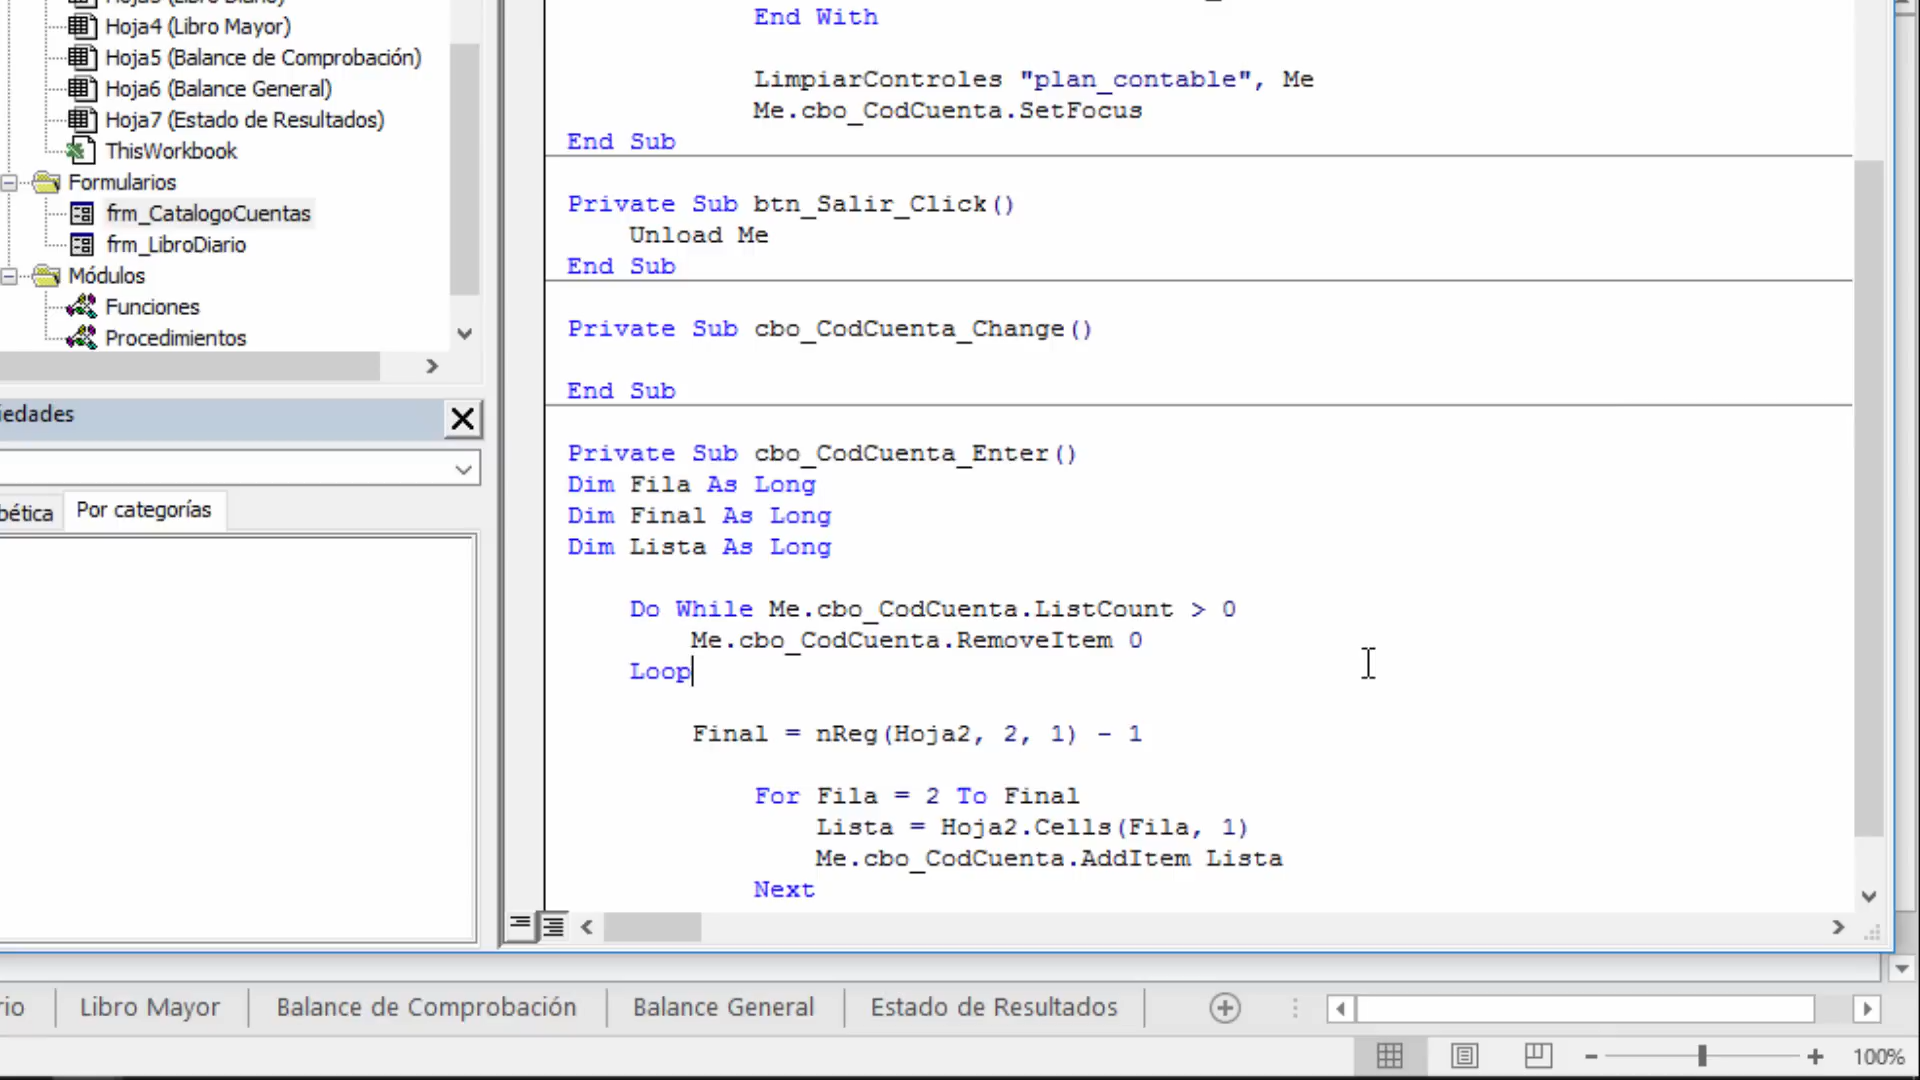 Hoja4 (Libro Mayor)
Hoja5 (Balance de Comprobación)
Hoja6 (Balance General)
Hoja7 (Estado de Resultados)
ThisWorkbook
Formularios
frm_CatalogoCuentas
frm_LibroDiario
Módulos
Funciones
Procedimientos
iedades
bética
Por categorías
End With
LimpiarControles "plan_contable", Me
Me.cbo_CodCuenta.SetFocus
End Sub
Private Sub btn_Salir_Click()
Unload Me
End Sub
Private Sub cbo_CodCuenta_Change()
End Sub
Private Sub cbo_CodCuenta_Enter()
Dim Fila As Long
Dim Final As Long
Dim Lista As Long
Do While Me.cbo_CodCuenta.ListCount > 0
Me.cbo_CodCuenta.RemoveItem 0
Loop
Final = nReg(Hoja2, 2, 1) - 1
For Fila = 2 To Final
Lista = Hoja2.Cells(Fila, 1)
Me.cbo_CodCuenta.AddItem Lista
Next
rio
Libro Mayor
Balance de Comprobación
Balance General
Estado de Resultados
100%